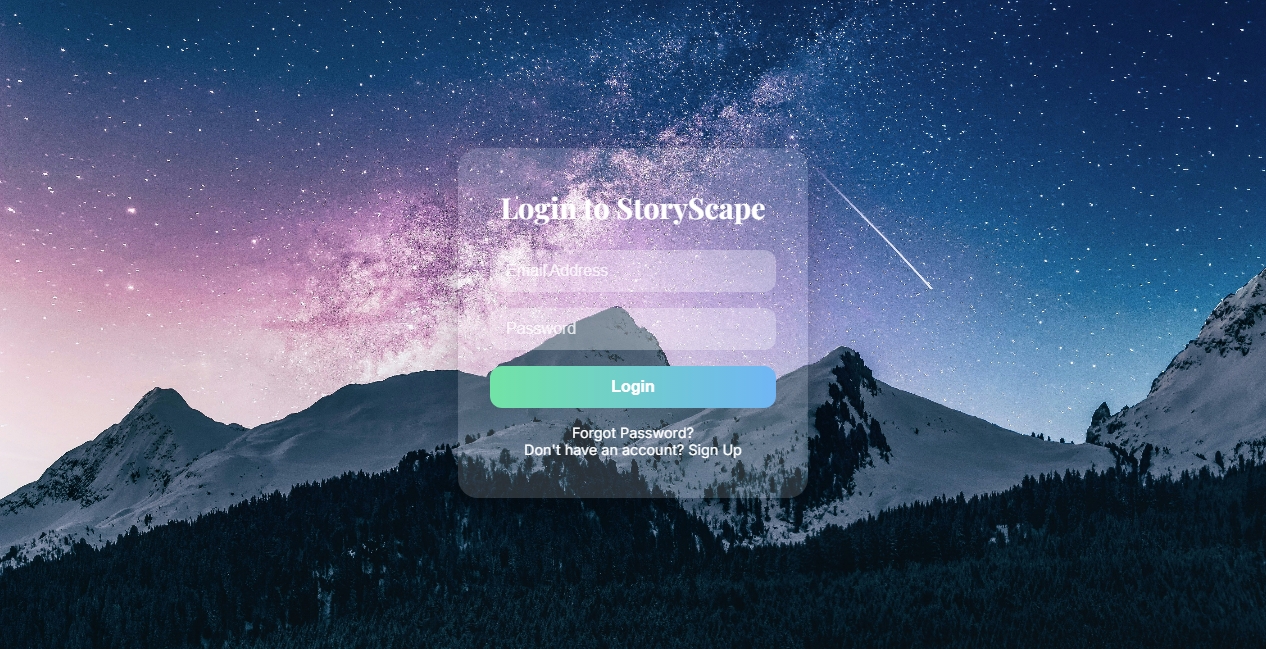 Login to StoryScape
Email Address
Password
Login
Forgot Password?
Don't have an account? Sign Up